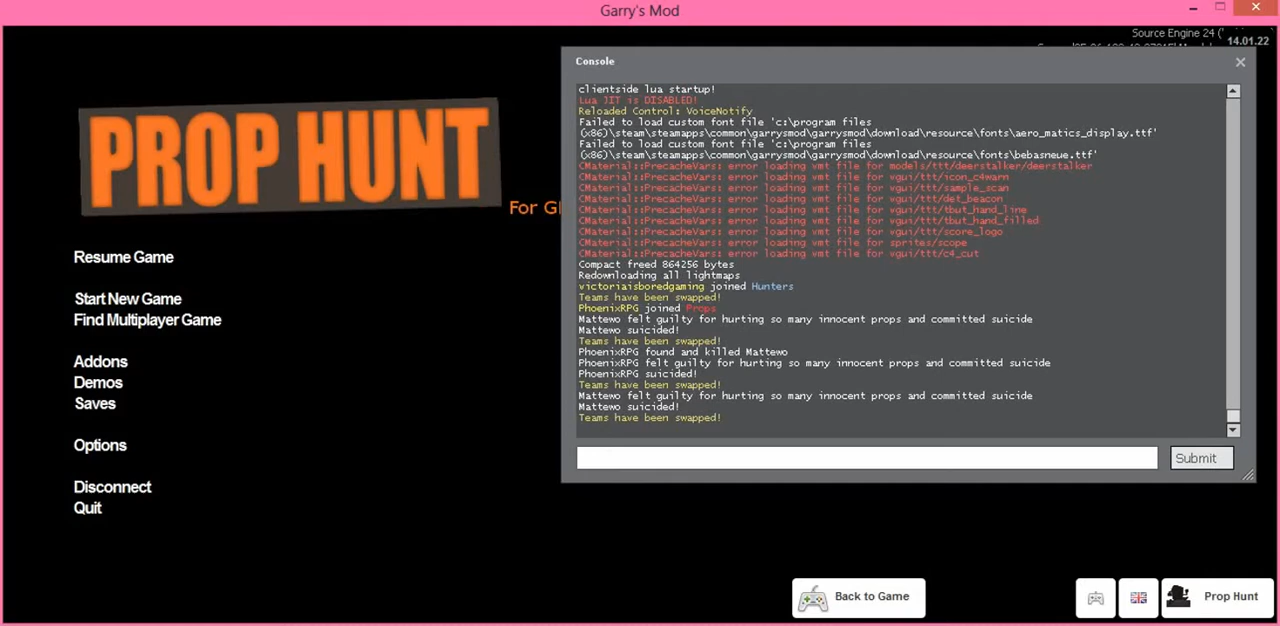 Garry's Mod
Source Engine 24 ('
14.01.22
PROP HUNT
For G
Resume Game
Start New Game
Find Multiplayer Game
Addons
Demos
Saves
Options
Disconnect
Quit
Console
clientside lua startup!
Lua JIT is DISABLED!
Reloaded Control: VoiceNotify
Failed to load custom font file 'c:\program files
(x86)\steam\steamapps\common\garrysmod\garrysmod\download\resource\fonts\aero_matics_display.ttf'
Failed to load custom font file 'c:\program files
(x86)\steam\steamapps\common\garrysmod\garrysmod\download\resource\fonts\bebasneue.ttf'
CMaterial::PrecacheVars: error loading vmt file for models/ttt/deerstalker/deerstalker
CMaterial::PrecacheVars: error loading vmt file for vgui/ttt/icon_c4warn
CMaterial::PrecacheVars: error loading vmt file for vgui/ttt/sample_scan
CMaterial::PrecacheVars: error loading vmt file for vgui/ttt/det_beacon
CMaterial::PrecacheVars: error loading vmt file for vgui/ttt/tbut_hand_line
CMaterial::PrecacheVars: error loading vmt file for vgui/ttt/tbut_hand_filled
CMaterial::PrecacheVars: error loading vmt file for vgui/ttt/score_logo
CMaterial::PrecacheVars: error loading vmt file for sprites/scope
CMaterial::PrecacheVars: error loading vmt file for vgui/ttt/c4_cut
Compact freed 864256 bytes
Redownloading all lightmaps
victoriaisboredgaming joined Hunters
Teams have been swapped!
PhoenixRPG joined Props
Mattewo felt guilty for hurting so many innocent props and committed suicide
Mattewo suicided!
Teams have been swapped!
PhoenixRPG found and killed Mattewo
PhoenixRPG felt guilty for hurting so many innocent props and committed suicide
PhoenixRPG suicided!
Teams have been swapped!
Mattewo felt guilty for hurting so many innocent props and committed suicide
Mattewo suicided!
Teams have been swapped!
Submit
Back to Game
Prop Hunt